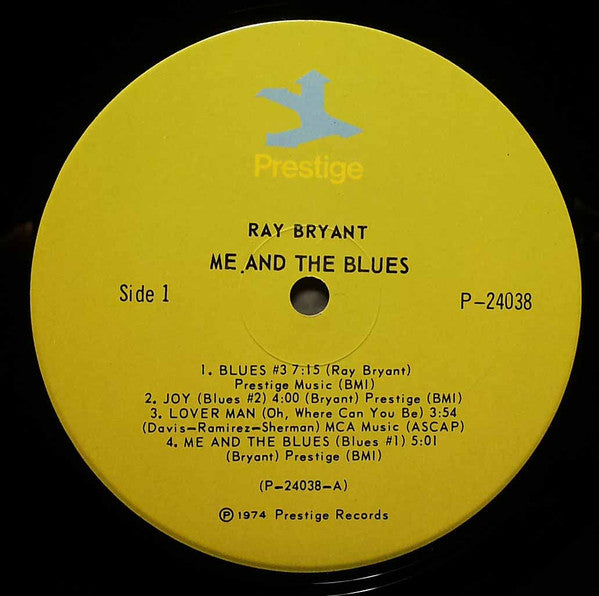 Prestige
RAY BRYANT
ME AND THE BLUES
Side 1
P-24038
1. BLUES #3 7:15 (Ray Bryant)
Prestige Music (BMI)
2. JOY (Blues #2) 4:00 (Bryant) Prestige (BMI)
3. LOVER MAN (Oh, Where Can You Be) 3:54
(Davis-Ramirez-Sherman) MCA Music (ASCAP)
4. ME AND THE BLUES (Blues #1) 5:01
(Bryant) Prestige (BMI)
(P-24038-A)
℗ 1974 Prestige Records